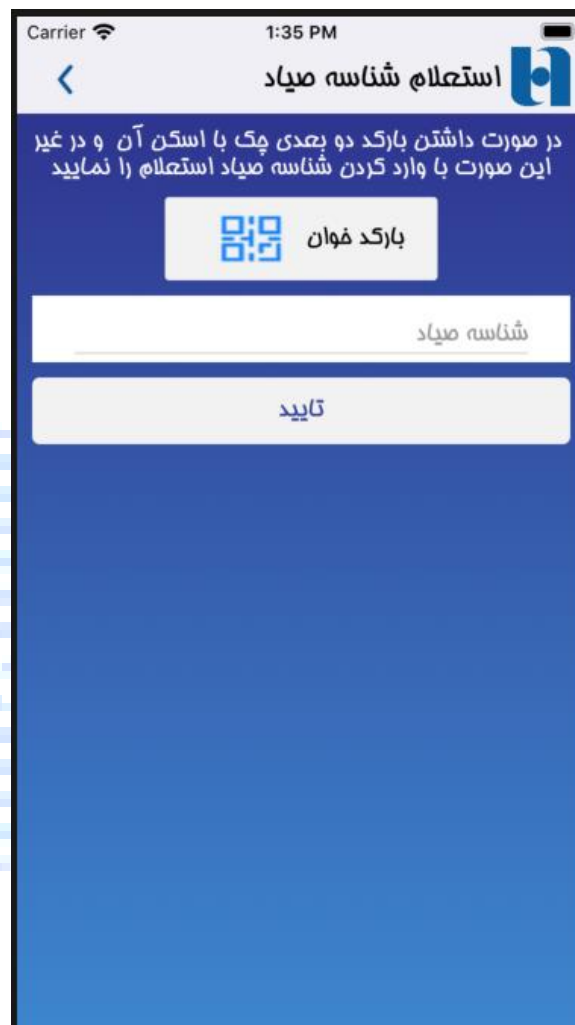 Carrier
1:35 PM
استعلام شناسه صیاد
در صورت داشتن بارکد دو بعدی چک با اسکن آن و در غیر
این صورت با وارد کردن شناسه صیاد استعلام را نمایید
بارکد خوان
شناسه صیاد
تایید